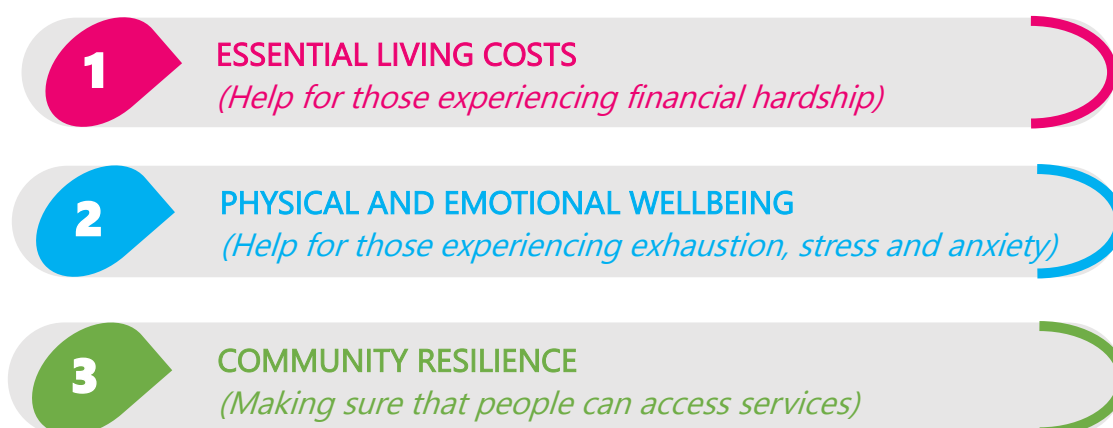 1
ESSENTIAL LIVING COSTS
(Help for those experiencing financial hardship)
2
PHYSICAL AND EMOTIONAL WELLBEING
(Help for those experiencing exhaustion, stress and anxiety)
3
COMMUNITY RESILIENCE
(Making sure that people can access services)